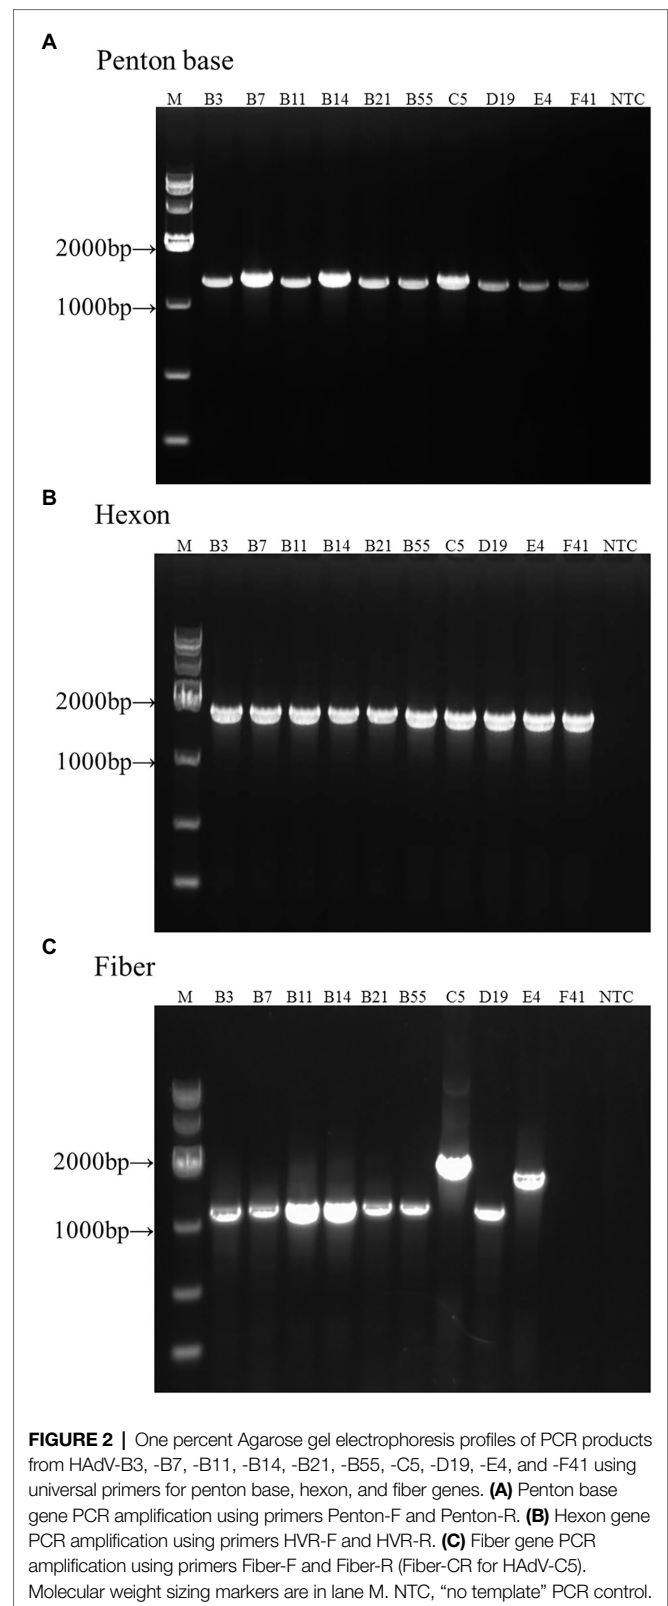 A
Penton base
M B3 B7 B11 B14 B21 B55 C5 D19 E4 F41 NTC
2000bp→
1000bp→
B
Hexon
M B3 B7 B11 B14 B21 B55 C5 D19 E4 F41 NTC
2000bp→
1000bp→
C
Fiber
M B3 B7 B11 B14 B21 B55 C5 D19 E4 F41 NTC
2000bp→
1000bp→
FIGURE 2 | One percent Agarose gel electrophoresis profiles of PCR products
from HAdV-B3, -B7, -B11, -B14, -B21, -B55, -C5, -D19, -E4, and -F41 using
universal primers for penton base, hexon, and fiber genes. (A) Penton base
gene PCR amplification using primers Penton-F and Penton-R. (B) Hexon gene
PCR amplification using primers HVR-F and HVR-R. (C) Fiber gene PCR
amplification using primers Fiber-F and Fiber-R (Fiber-CR for HAdV-C5).
Molecular weight sizing markers are in lane M. NTC, “no template” PCR control.